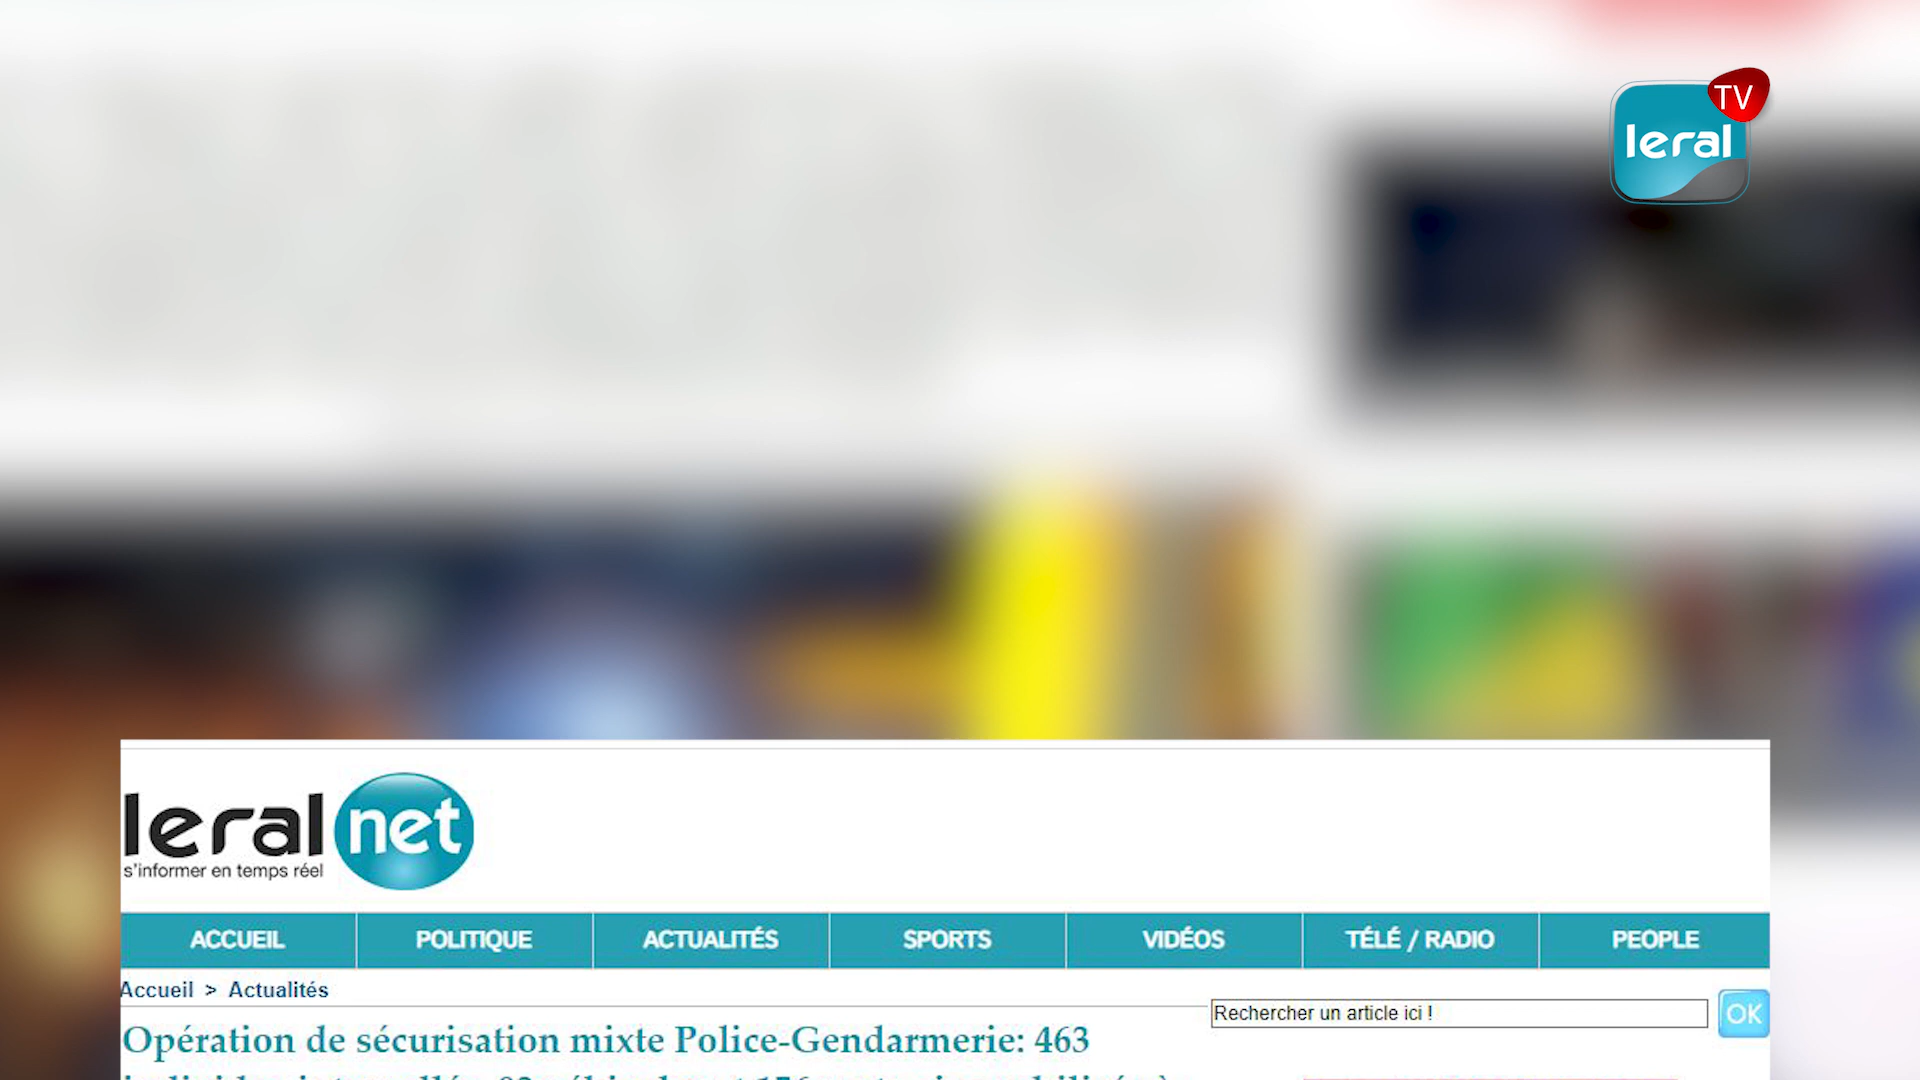 TV
leral
leral net
s'informer en temps réel
ACCUEIL POLITIQUE ACTUALITÉS SPORTS VIDÉOS TÉLÉ / RADIO PEOPLE
Accueil > Actualités
Rechercher un article ici ! OK
Opération de sécurisation mixte Police-Gendarmerie: 463